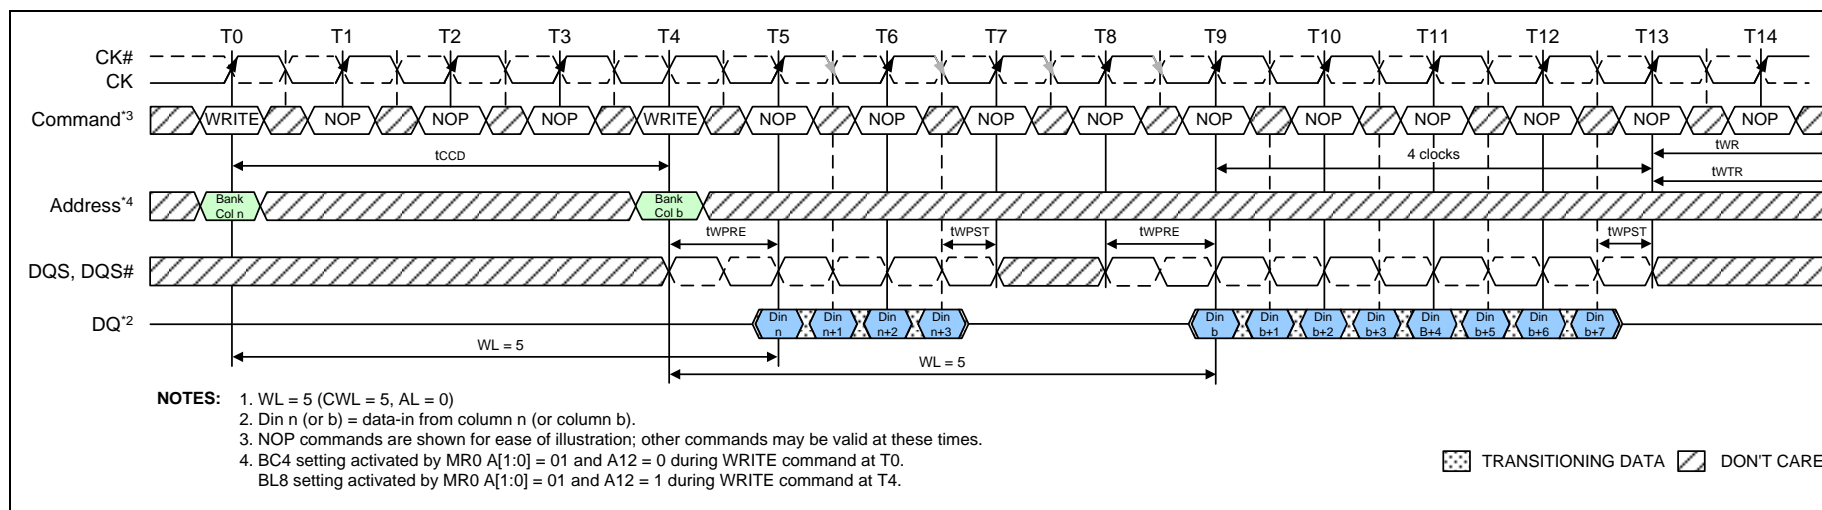 T0 T1 T2 T3 T4 T5 T6 T7 T8 T9 T10 T11 T12 T13 T14
CK#
CK
Command*3 WRITE NOP NOP NOP WRITE NOP NOP NOP NOP NOP NOP NOP NOP NOP NOP
tCCD 4 clocks tWR
tWTR
Address*4 Bank Col n Bank Col b
tWPRE tWPST tWPRE tWPST
DQS, DQS#
DQ*2 Din n Din n+1 Din n+2 Din n+3 Din b Din b+1 Din b+2 Din b+3 Din B+4 Din b+5 Din b+6 Din b+7
WL = 5
WL = 5
NOTES: 1. WL = 5 (CWL = 5, AL = 0)
2. Din n (or b) = data-in from column n (or column b).
3. NOP commands are shown for ease of illustration; other commands may be valid at these times.
4. BC4 setting activated by MR0 A[1:0] = 01 and A12 = 0 during WRITE command at T0.
BL8 setting activated by MR0 A[1:0] = 01 and A12 = 1 during WRITE command at T4.
TRANSITIONING DATA DON'T CARE